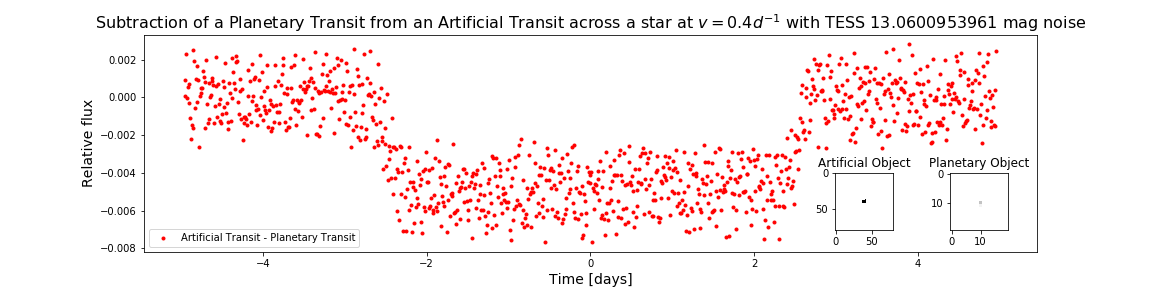 Subtraction of a Planetary Transit from an Artificial Transit across a star at v = 0.4d⁻¹ with TESS 13.0600953961 mag noise
Relative flux
0.002
0.000
−0.002
−0.004
−0.006
−0.008
Artificial Transit - Planetary Transit
Artificial Object
0
50
0 50
Planetary Object
0
10
0 10
−4 −2 0 2 4
Time [days]